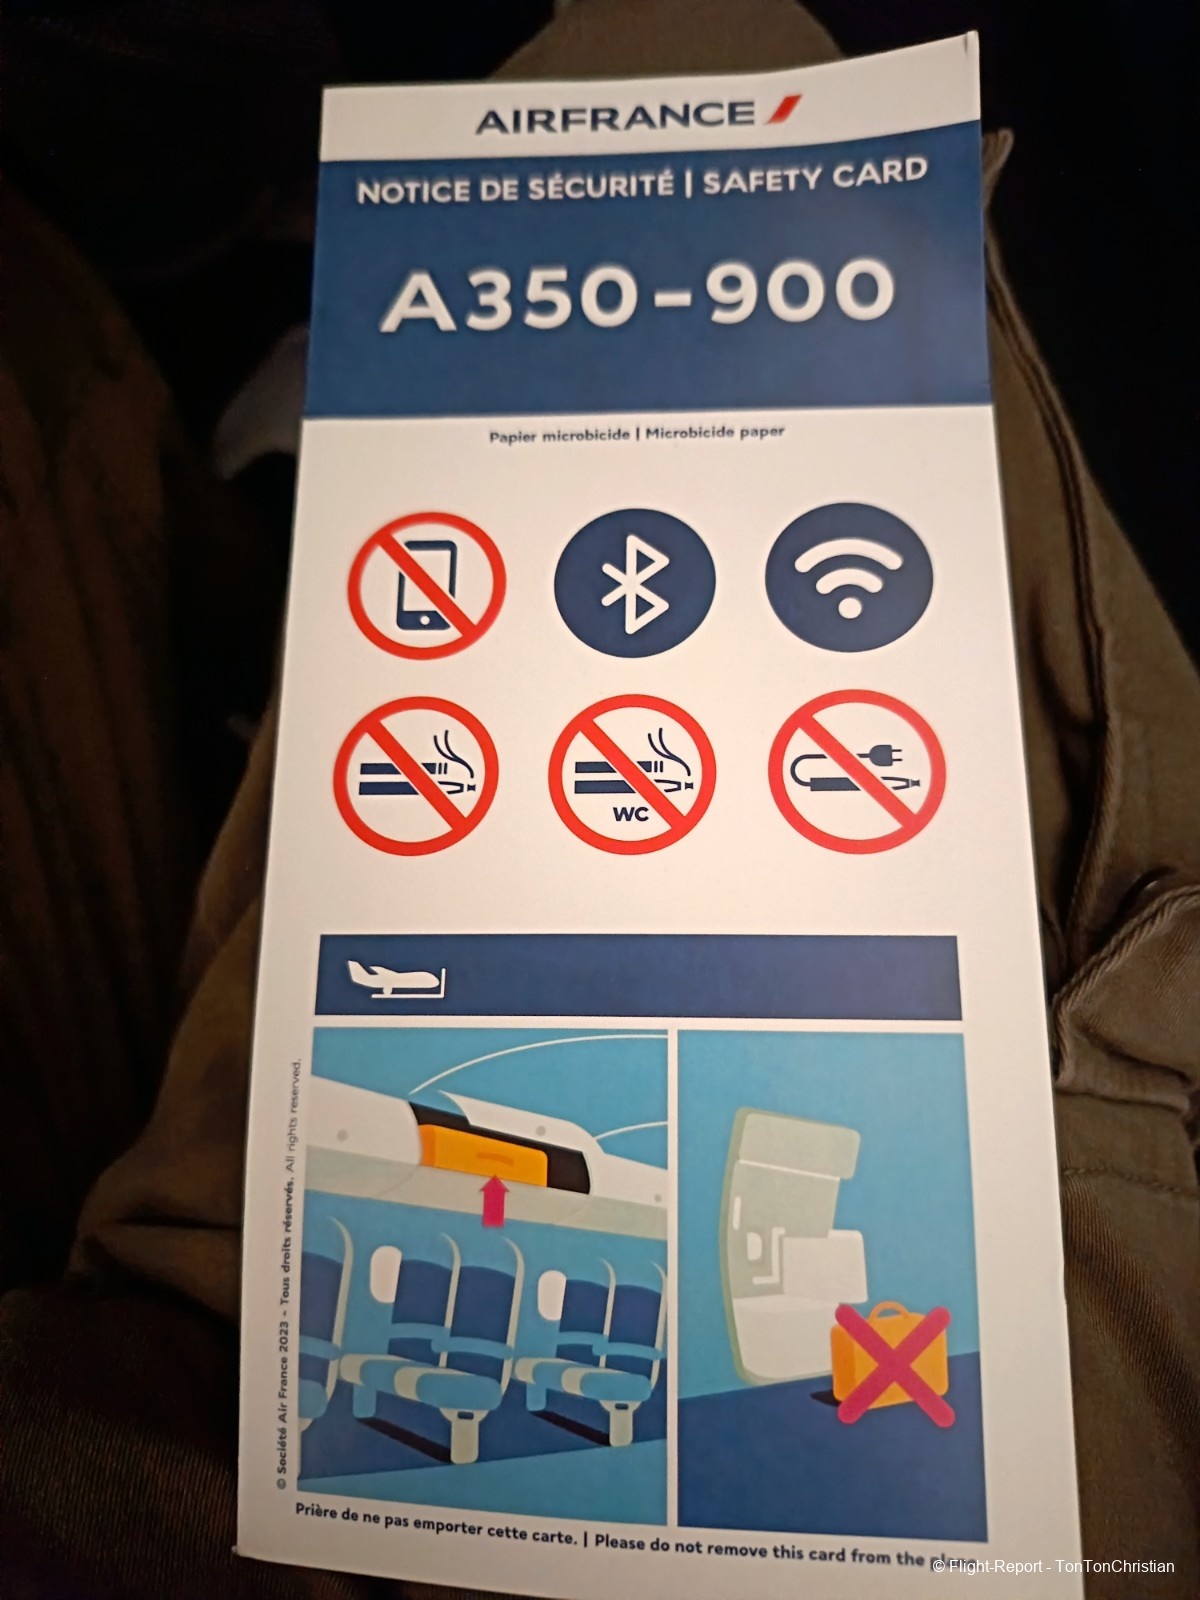 AIRFRANCE
NOTICE DE SÉCURITÉ | SAFETY CARD
A350-900
Papier microbicide | Microbicide paper
WC
© Société Air France 2023 - Tous droits réservés. All rights reserved.
Prière de ne pas emporter cette carte. | Please do not remove this card from the
© Flight-Report - TonTonChristian